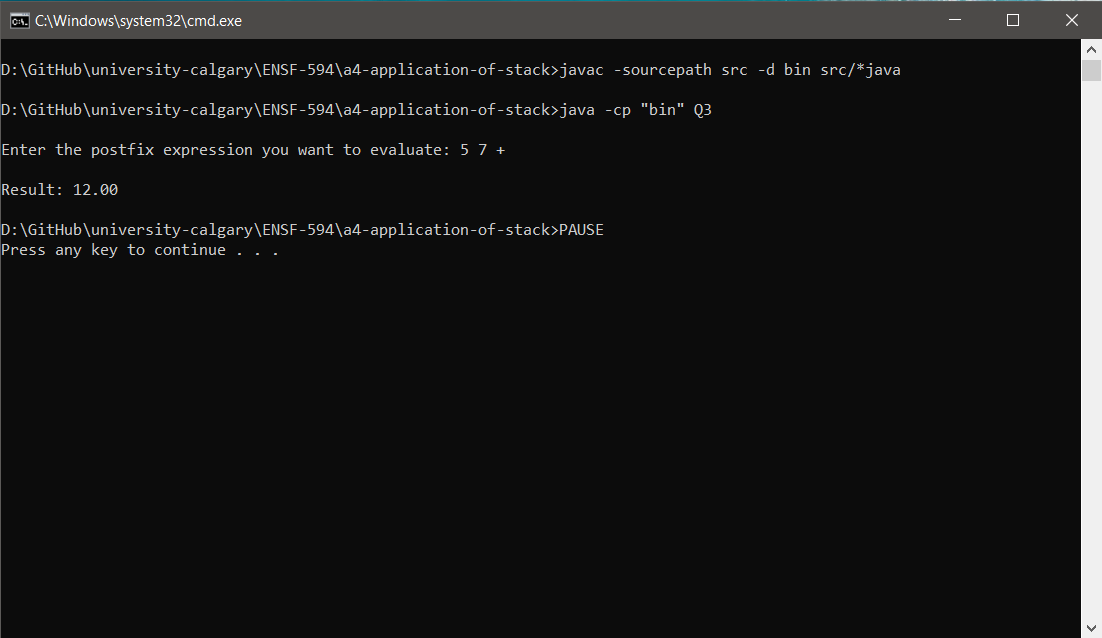 C:\Windows\system32\cmd.exe
D:\GitHub\university-calgary\ENSF-594\a4-application-of-stack>javac -sourcepath src -d bin src/*java
D:\GitHub\university-calgary\ENSF-594\a4-application-of-stack>java -cp "bin" Q3
Enter the postfix expression you want to evaluate: 5 7 +
Result: 12.00
D:\GitHub\university-calgary\ENSF-594\a4-application-of-stack>PAUSE
Press any key to continue . . .